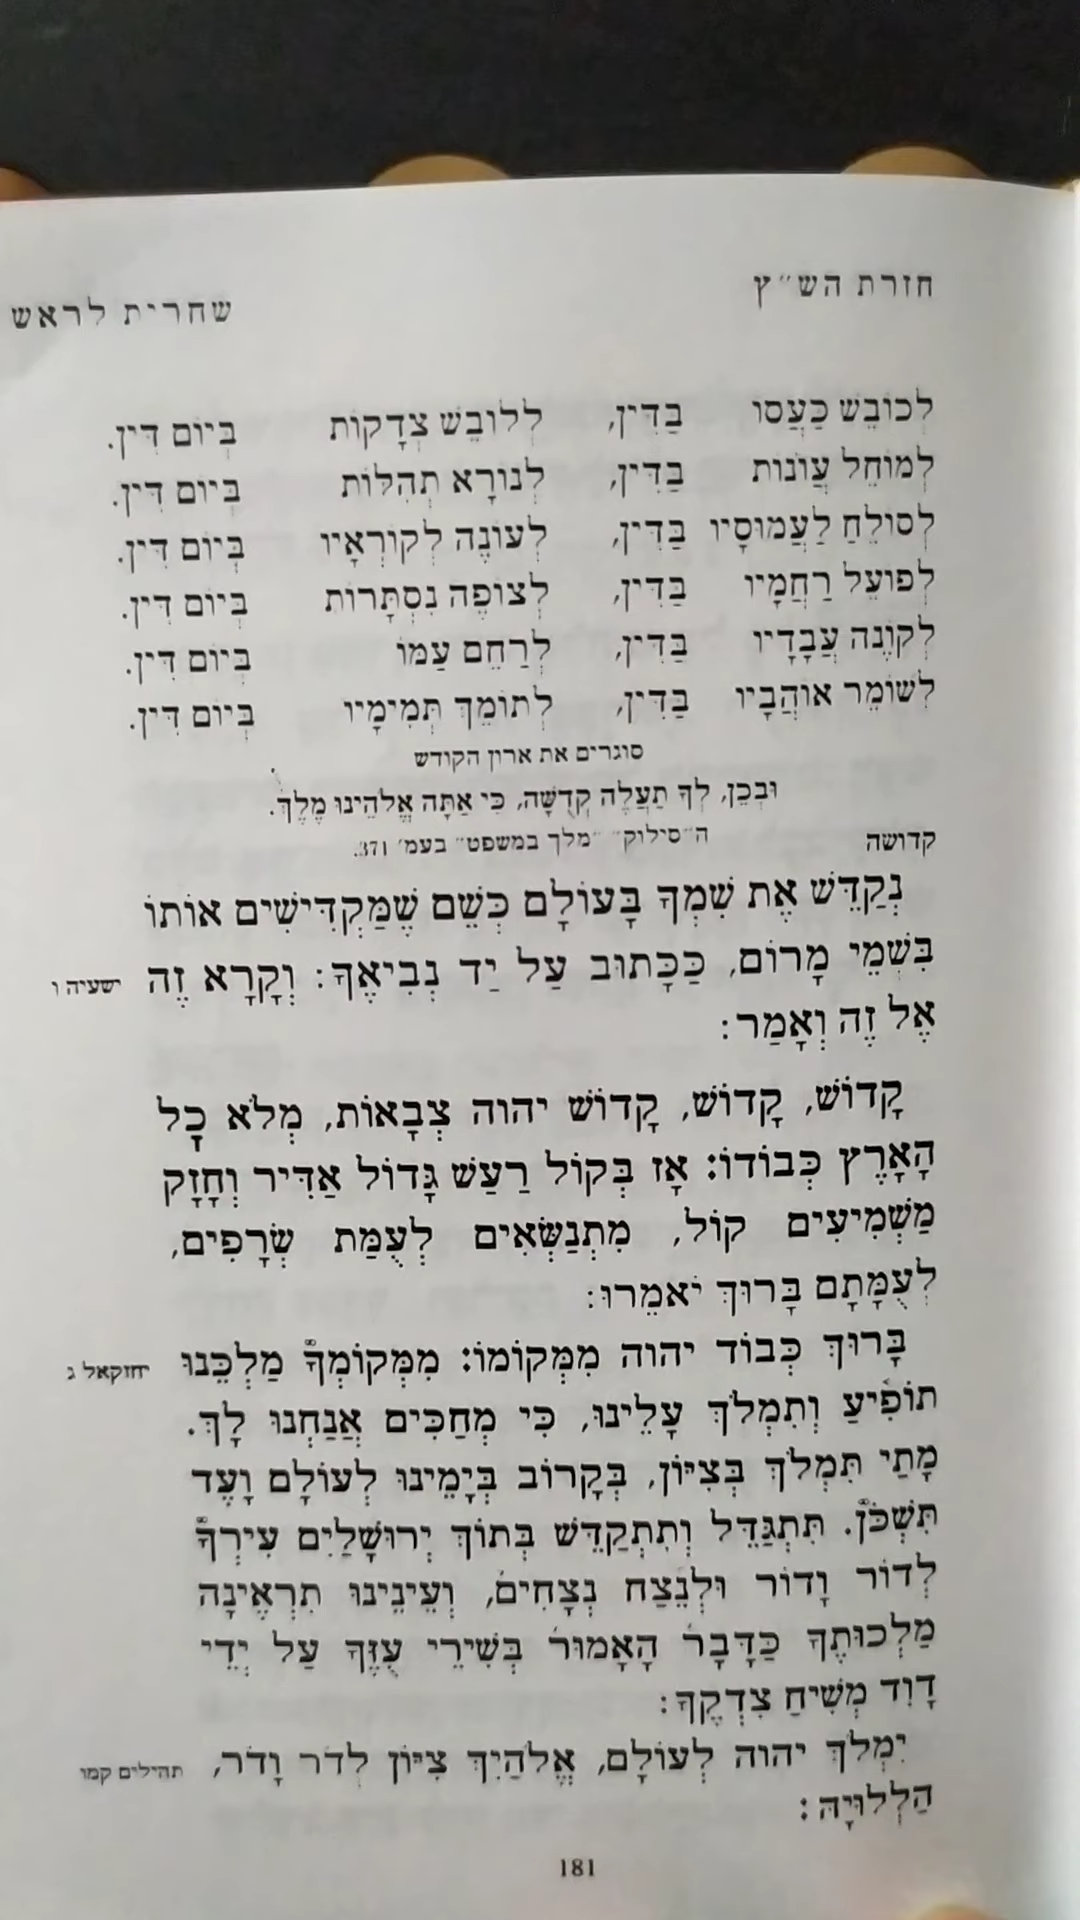 חזרת הש״ץ שחרית לראש
לְכוֹבֵשׁ כַּעֲסוֹ בַּדִּין, לְלוֹבֵשׁ צְדָקוֹת בְּיוֹם דִּין.
לְמוֹחֵל עֲוֹנוֹת בַּדִּין, לְנוֹרָא תְהִלּוֹת בְּיוֹם דִּין.
לְסוֹלֵחַ לַעֲמוּסָיו בַּדִּין, לְעוֹנֶה לְקוֹרְאָיו בְּיוֹם דִּין.
לְפוֹעֵל רַחֲמָיו בַּדִּין, לְצוֹפֶה נִסְתָּרוֹת בְּיוֹם דִּין.
לְקוֹנֶה עֲבָדָיו בַּדִּין, לְרַחֵם עַמּוֹ בְּיוֹם דִּין.
לְשׁוֹמֵר אוֹהֲבָיו בַּדִּין, לְתוֹמֵךְ תְּמִימָיו בְּיוֹם דִּין.
סוגרים את ארון הקודש
וּבְכֵן, לְךָ תַעֲלֶה קְדֻשָּׁה, כִּי אַתָּה אֱלֹהֵינוּ מֶלֶךְ.
ה״סילוק״ ״מלך במשפט״ בעמ׳ 371.
קדושה
נְקַדֵּשׁ אֶת שִׁמְךָ בָּעוֹלָם כְּשֵׁם שֶׁמַּקְדִּישִׁים אוֹתוֹ
בִּשְׁמֵי מָרוֹם, כַּכָּתוּב עַל יַד נְבִיאֶךָ: וְקָרָא זֶה ישעיה ו
אֶל זֶה וְאָמַר:
קָדוֹשׁ, קָדוֹשׁ, קָדוֹשׁ יהוה צְבָאוֹת, מְלֹא כָל
הָאָרֶץ כְּבוֹדוֹ: אָז בְּקוֹל רַעַשׁ גָּדוֹל אַדִּיר וְחָזָק
מַשְׁמִיעִים קוֹל, מִתְנַשְּׂאִים לְעֻמַּת שְׂרָפִים,
לְעֻמָּתָם בָּרוּךְ יֹאמֵרוּ:
בָּרוּךְ כְּבוֹד יהוה מִמְּקוֹמוֹ: מִמְּקוֹמְךָ֯ מַלְכֵּנוּ יחזקאל ג
תוֹפִיעַ וְתִמְלֹךְ עָלֵינוּ, כִּי מְחַכִּים אֲנַחְנוּ לָךְ.
מָתַי תִּמְלֹךְ בְּצִיּוֹן, בְּקָרוֹב בְּיָמֵינוּ לְעוֹלָם וָעֶד
תִּשְׁכֹּן֯. תִּתְגַּדֵּל וְתִתְקַדֵּשׁ בְּתוֹךְ יְרוּשָׁלַיִם עִירְךָ֯
לְדוֹר וָדוֹר וּלְנֵצַח נְצָחִים, וְעֵינֵינוּ תִרְאֶינָה
מַלְכוּתֶךָ כַּדָּבָר הָאָמוּר בְּשִׁירֵי עֻזֶּךָ עַל יְדֵי
דָוִד מְשִׁיחַ צִדְקֶךָ:
יִמְלֹךְ יהוה לְעוֹלָם, אֱלֹהַיִךְ צִיּוֹן לְדֹר וָדֹר, תהילים קמו
הַלְלוּיָהּ:
181